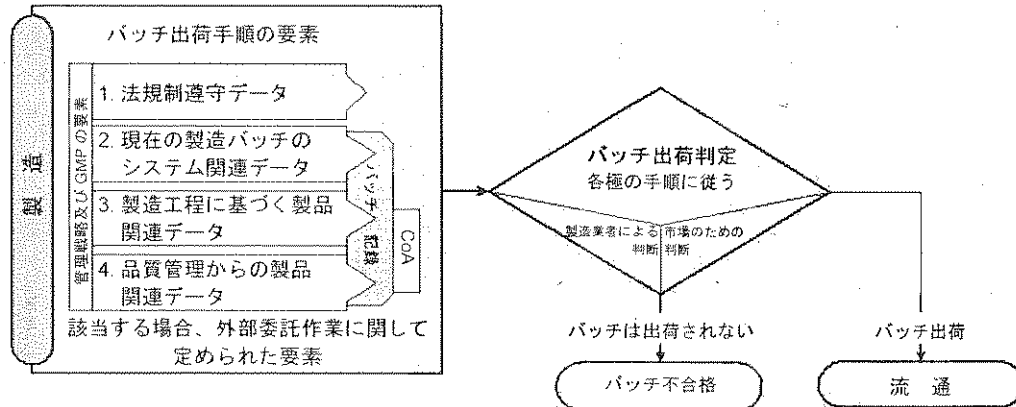 製造
バッチ出荷手順の要素
管理戦略及び GMP の要素
1. 法規制遵守データ
2. 現在の製造バッチの
システム関連データ
3. 製造工程に基づく製品
関連データ
4. 品質管理からの製品
関連データ
バッチ記録
CoA
該当する場合、外部委託作業に関して
定められた要素
バッチ出荷判定
各極の手順に従う
製造業者による
判断
市場のための
判断
バッチは出荷されない
バッチ出荷
バッチ不合格
流 通